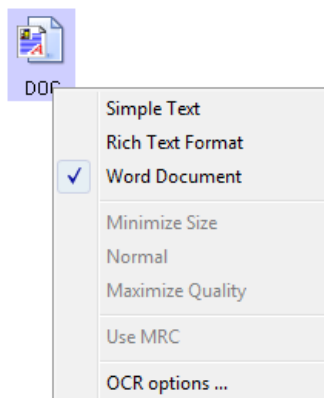 DOC
Simple Text
Rich Text Format
Word Document
Minimize Size
Normal
Maximize Quality
Use MRC
OCR options ...